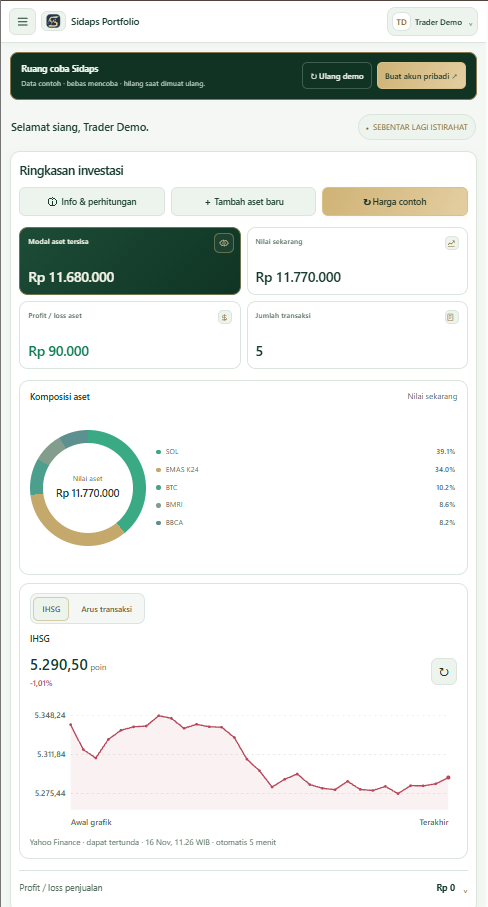 Sidaps Portfolio
TD Trader Demo
Ruang coba Sidaps
Data contoh · bebas mencoba · hilang saat dimuat ulang.
↻ Ulang demo
Buat akun pribadi ↗
Selamat siang, Trader Demo.
• SEBENTAR LAGI ISTIRAHAT
Ringkasan investasi
Info & perhitungan
+ Tambah aset baru
↻ Harga contoh
Modal aset tersisa
Rp 11.680.000
Nilai sekarang
Rp 11.770.000
Profit / loss aset
$
Rp 90.000
Jumlah transaksi
5
Komposisi aset
Nilai sekarang
Nilai aset
Rp 11.770.000
SOL 39.1%
EMAS K24 34.0%
BTC 10.2%
BMRI 8.6%
BBCA 8.2%
IHSG
Arus transaksi
IHSG
5.290,50 poin
↻
-1,01%
5.348,24
5.311,84
5.275,44
Awal grafik
Terakhir
Yahoo Finance · dapat tertunda · 16 Nov, 11.26 WIB · otomatis 5 menit
Profit / loss penjualan
Rp 0